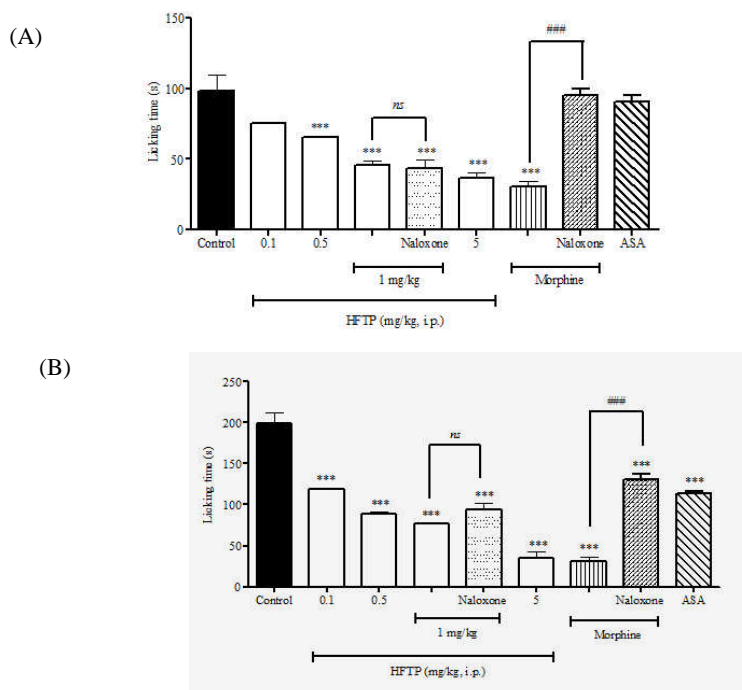 (A)
150
###
100
ns
***
Licking time (s)
*** ***
50
***
***
0
Control 0.1 0.5 Naloxone 5 Naloxone ASA
1 mg/kg Morphine
HFTP (mg/kg, i.p.)
(B)
250
###
200
ns
150
***
***
***
Licking time (s)
100
***
***
***
50
***
***
0
Control 0.1 0.5 Naloxone 5 Naloxone ASA
1 mg/kg Morphine
HFTP (mg/kg, i.p.)